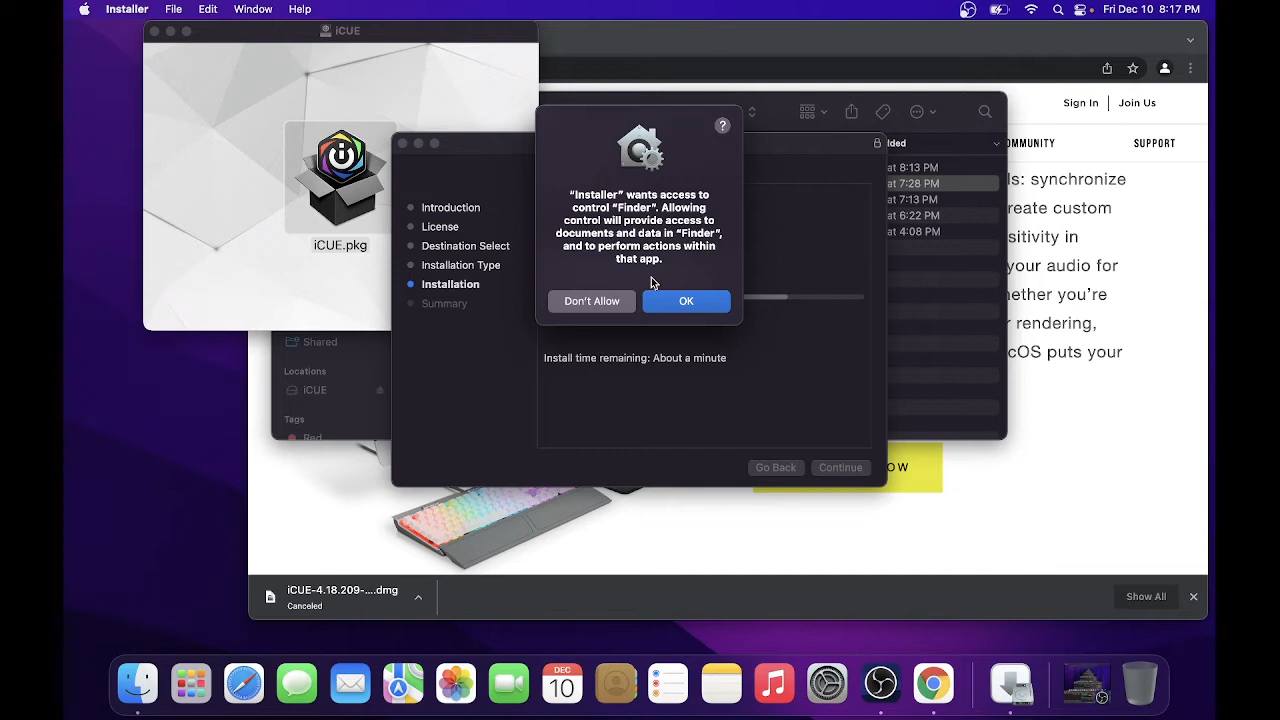 Installer File Edit Window Help
Fri Dec 10 8:17 PM
iCUE
iCUE.pkg
Sign In Join Us
SUPPORT
at 8:13 PM
at 7:28 PM
at 7:13 PM
at 6:22 PM
at 4:08 PM
s: synchronize
reate custom
sitivity in
your audio for
hether you're
r rendering,
cOS puts your
OW
Shared
Locations
iCUE
Tags
Red
Introduction
License
Destination Select
Installation Type
Installation
Summary
?
“Installer” wants access to
control “Finder”. Allowing
control will provide access to
documents and data in “Finder”,
and to perform actions within
that app.
Don't Allow OK
Install time remaining: About a minute
Go Back Continue
iCUE-4.18.209-....dmg
Canceled
Show All
DEC
10